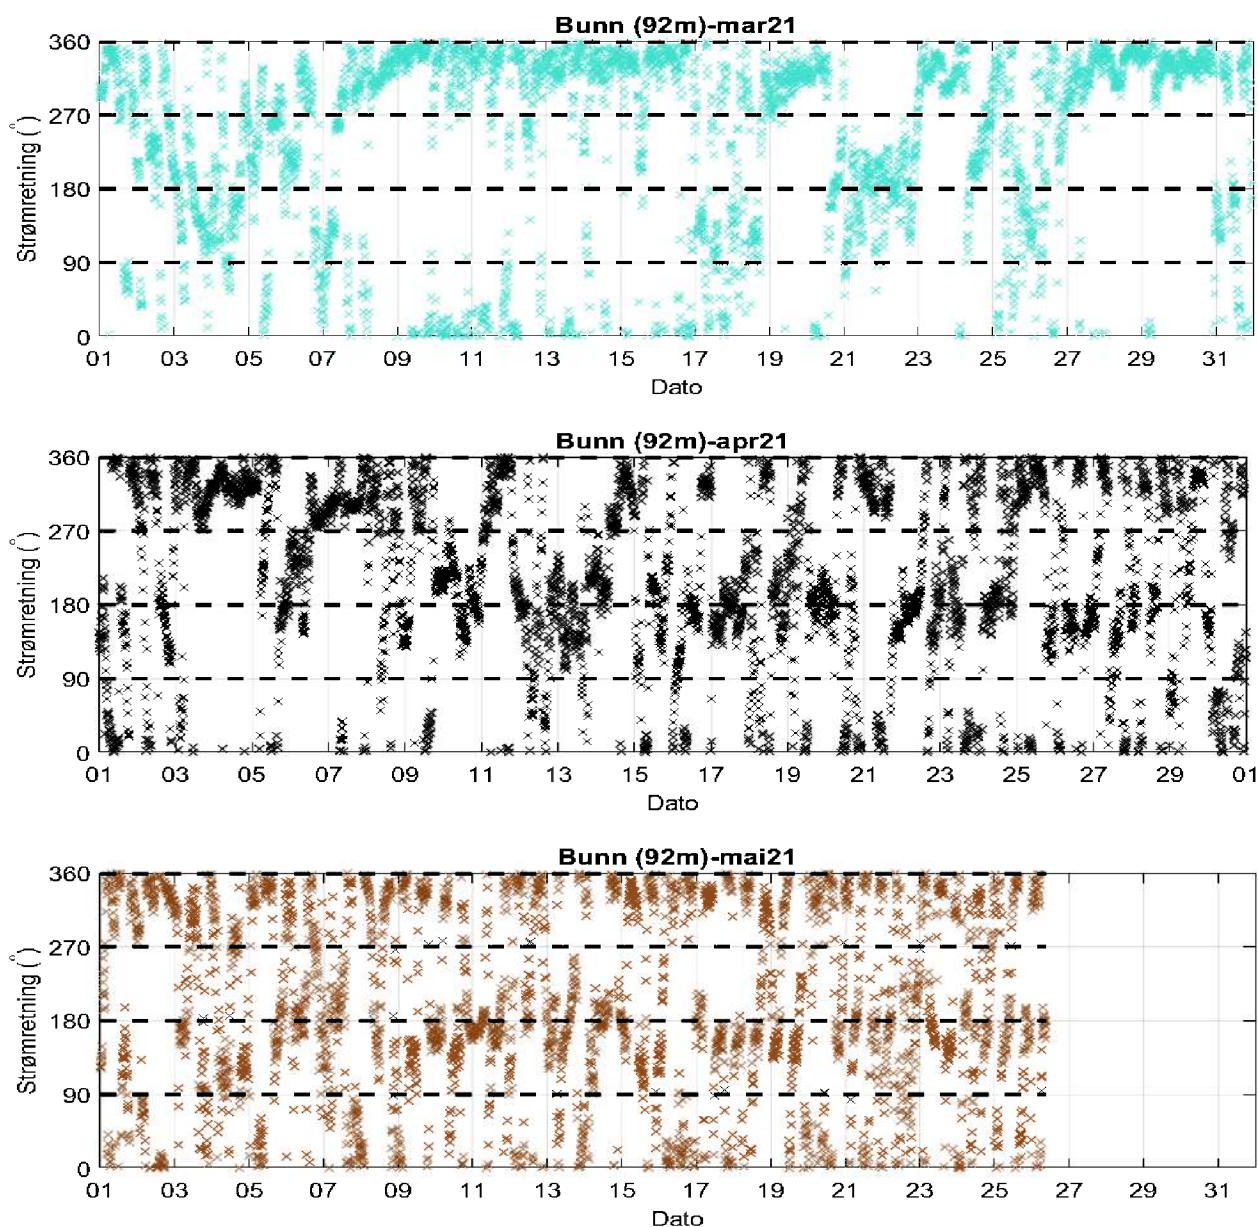 Bunn (92m)-mar21
360
270
180
90
0
Strømretning (°)
01 03 05 07 09 11 13 15 17 19 21 23 25 27 29 31
Dato
Bunn (92m)-apr21
360
270
180
90
0
Strømretning (°)
01 03 05 07 09 11 13 15 17 19 21 23 25 27 29 01
Dato
Bunn (92m)-mai21
360
270
180
90
0
Strømretning (°)
01 03 05 07 09 11 13 15 17 19 21 23 25 27 29 31
Dato